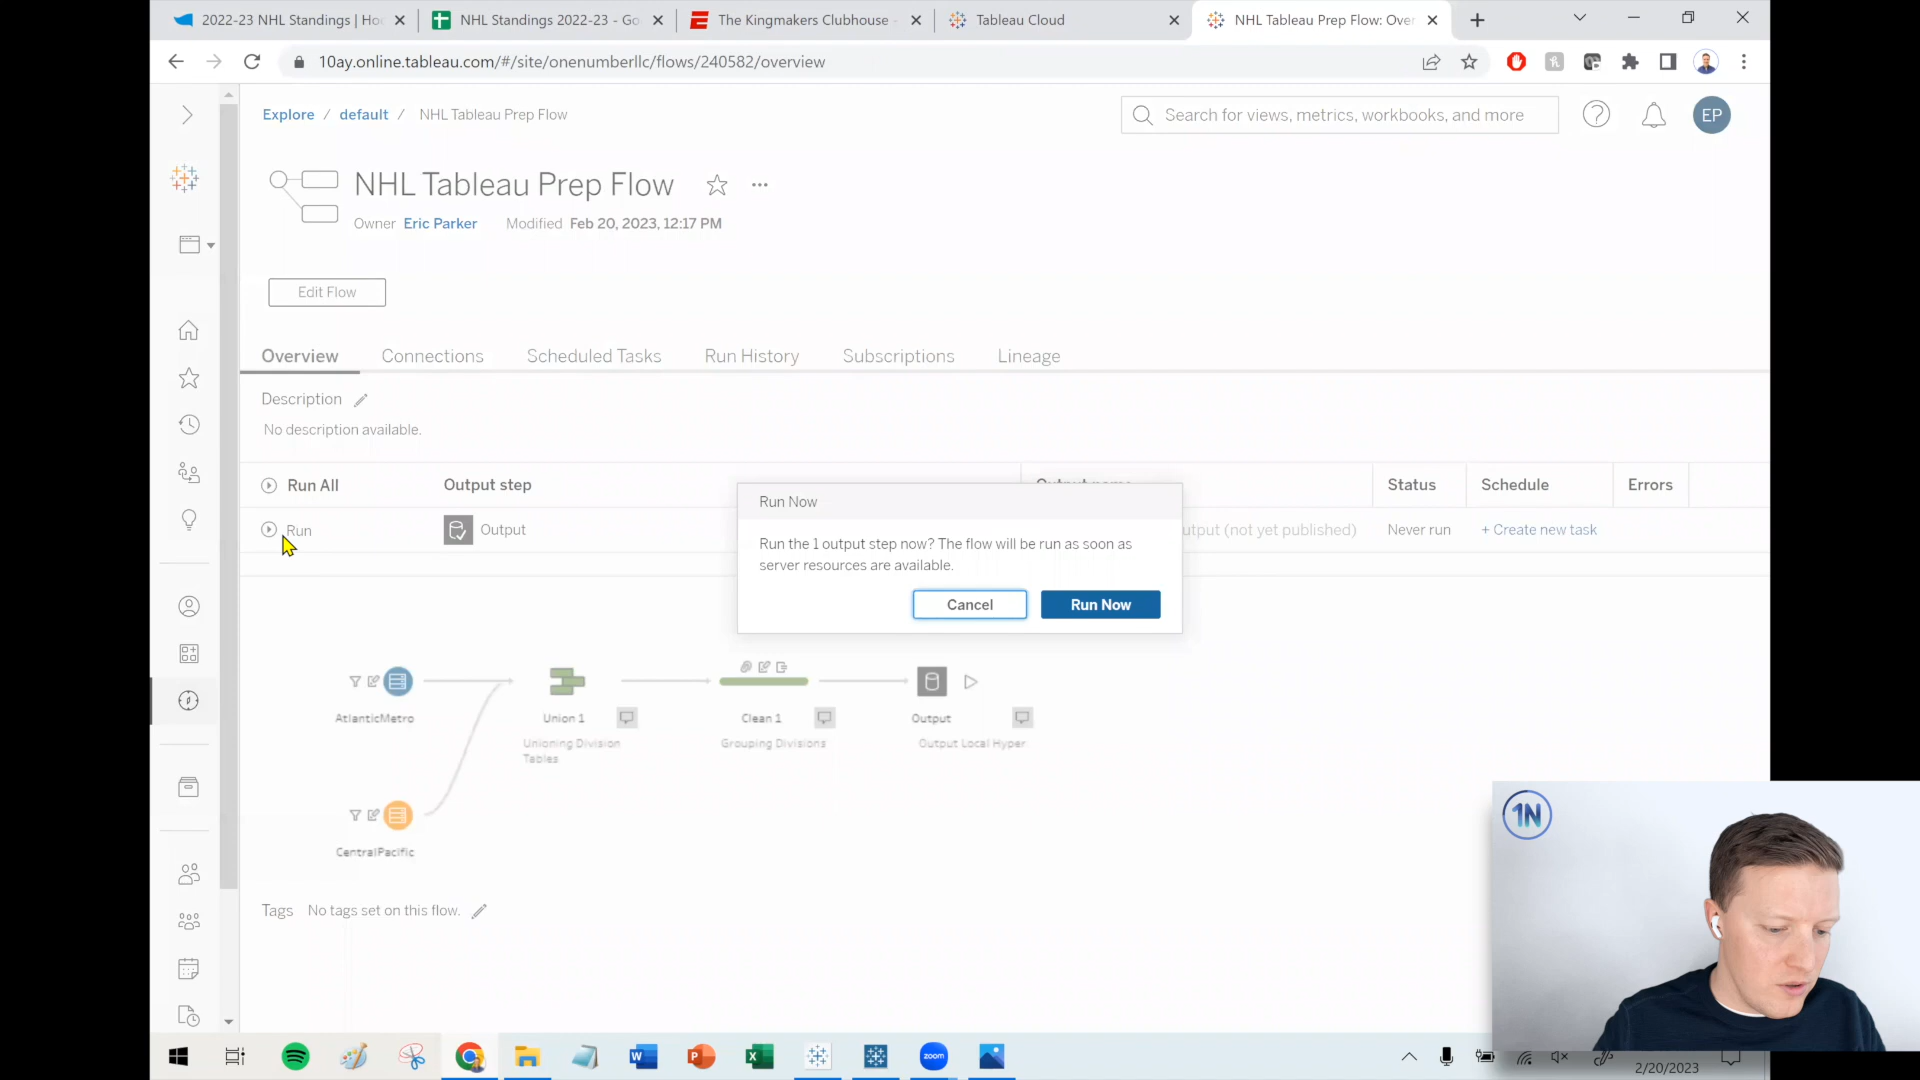 2022-23 NHL Standings | Ho
NHL Standings 2022-23 - Go
The Kingmakers Clubhouse -
Tableau Cloud
NHL Tableau Prep Flow: Over
10ay.online.tableau.com/#/site/onenumberllc/flows/240582/overview
Explore / default / NHL Tableau Prep Flow
Search for views, metrics, workbooks, and more
EP
NHL Tableau Prep Flow
Owner Eric Parker Modified Feb 20, 2023, 12:17 PM
Edit Flow
Overview Connections Scheduled Tasks Run History Subscriptions Lineage
Description
No description available.
Run All Output step Status Schedule Errors
Run Output utput (not yet published) Never run + Create new task
Run Now
Run the 1 output step now? The flow will be run as soon as
server resources are available.
Cancel Run Now
AtlanticMetro Union 1 Clean 1 Output
Unioning Division
Tables
Grouping Divisions
Output Local Hyper
CentralPacific
Tags No tags set on this flow.
1N
zoom
2/20/2023